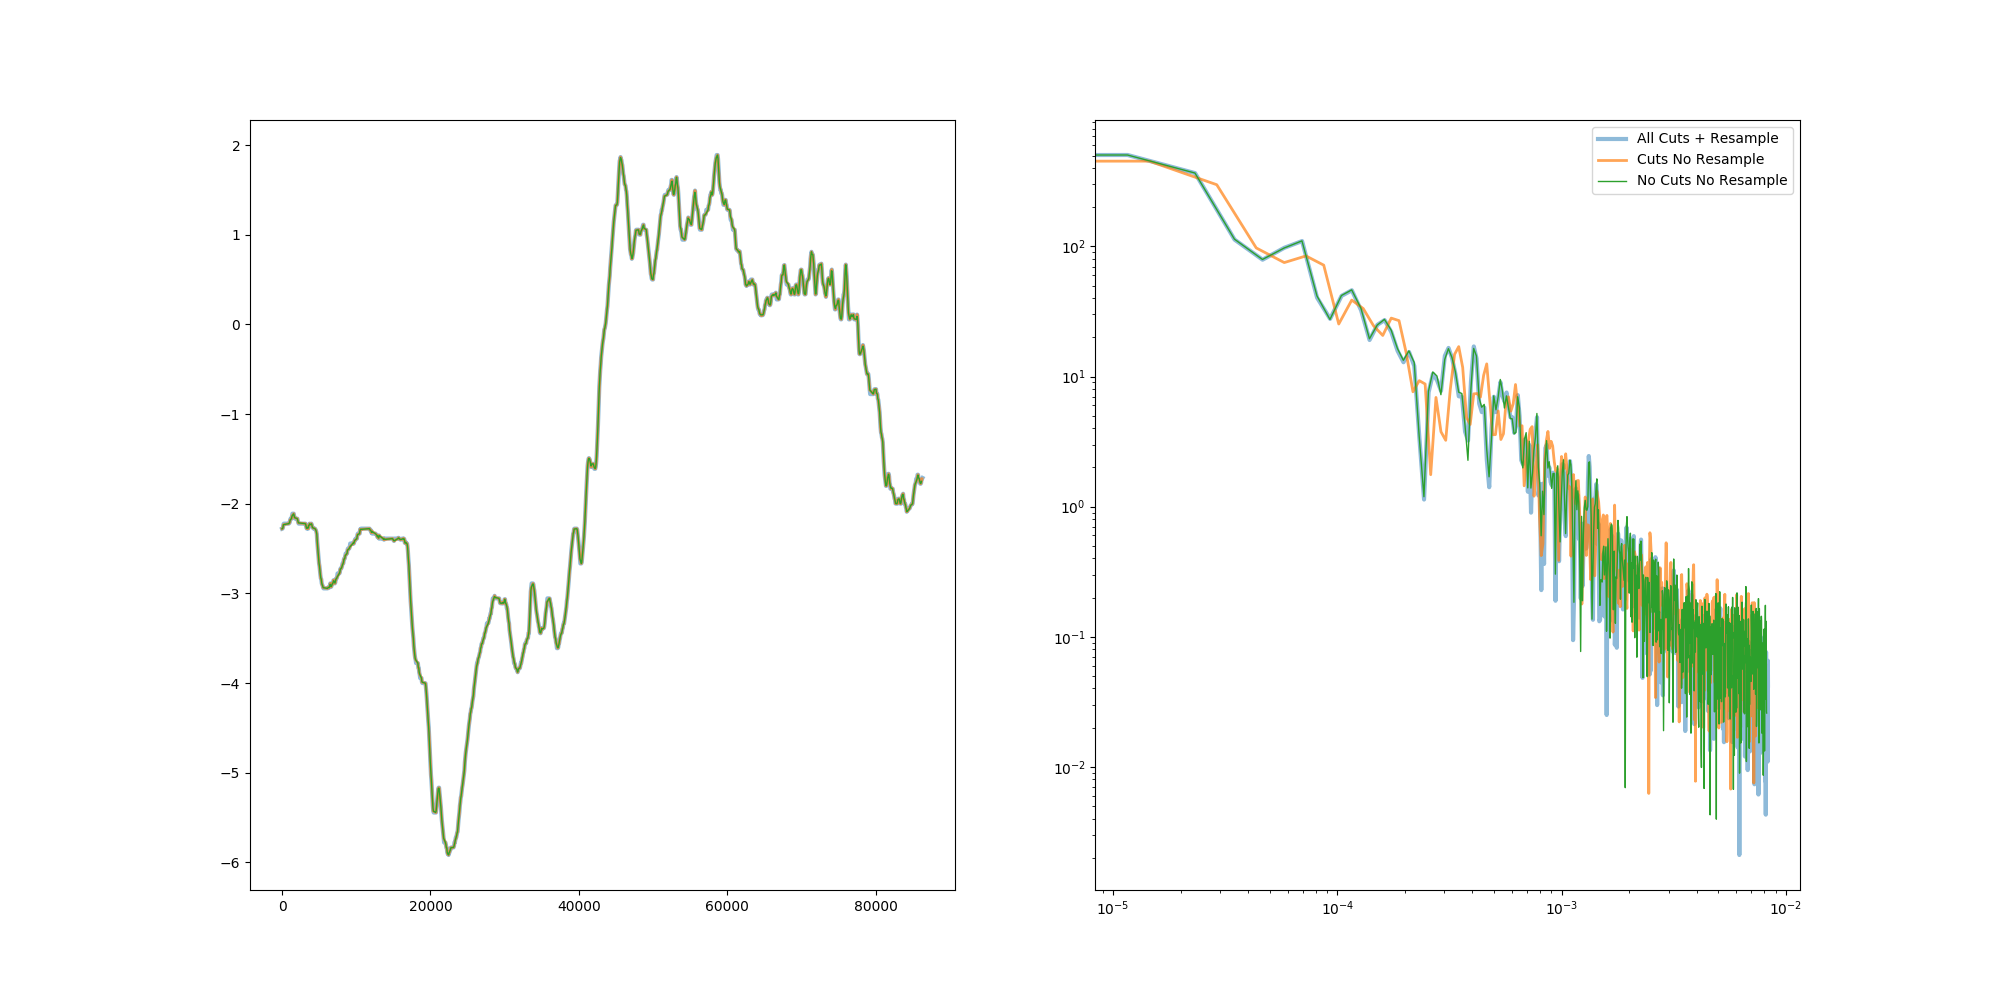 2
1
0
−1
−2
−3
−4
−5
−6
0 20000 40000 60000 80000
All Cuts + Resample
Cuts No Resample
No Cuts No Resample
10²
10¹
10⁰
10⁻¹
10⁻²
10⁻⁵ 10⁻⁴ 10⁻³ 10⁻²